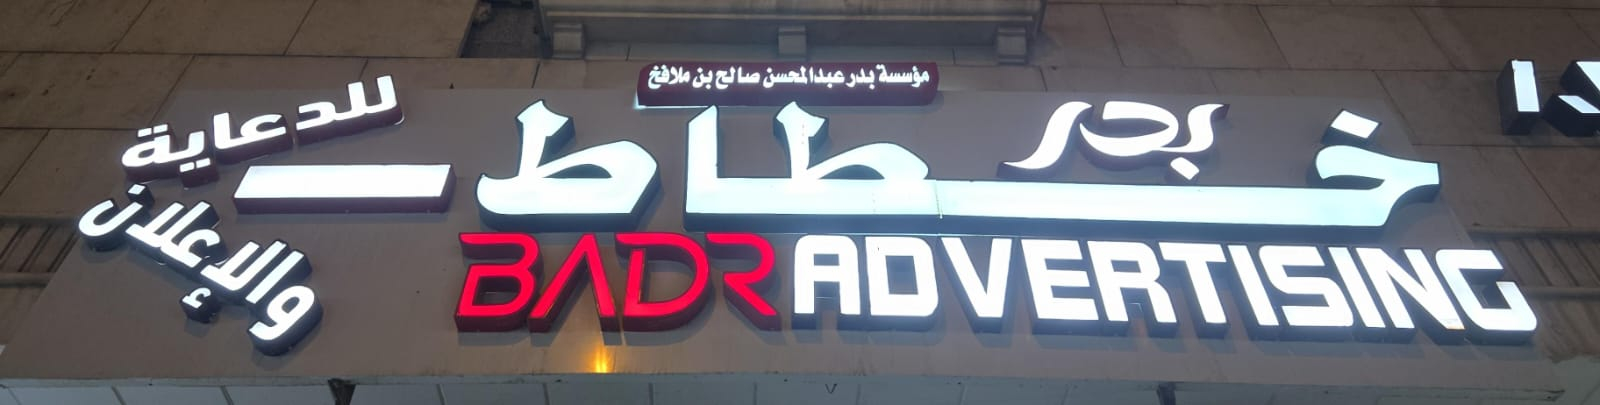 مؤسسة بدر عبدالمحسن صالح بن ملافخ
خطاط بدر
للدعاية
والإعلان
BADR ADVERTISING